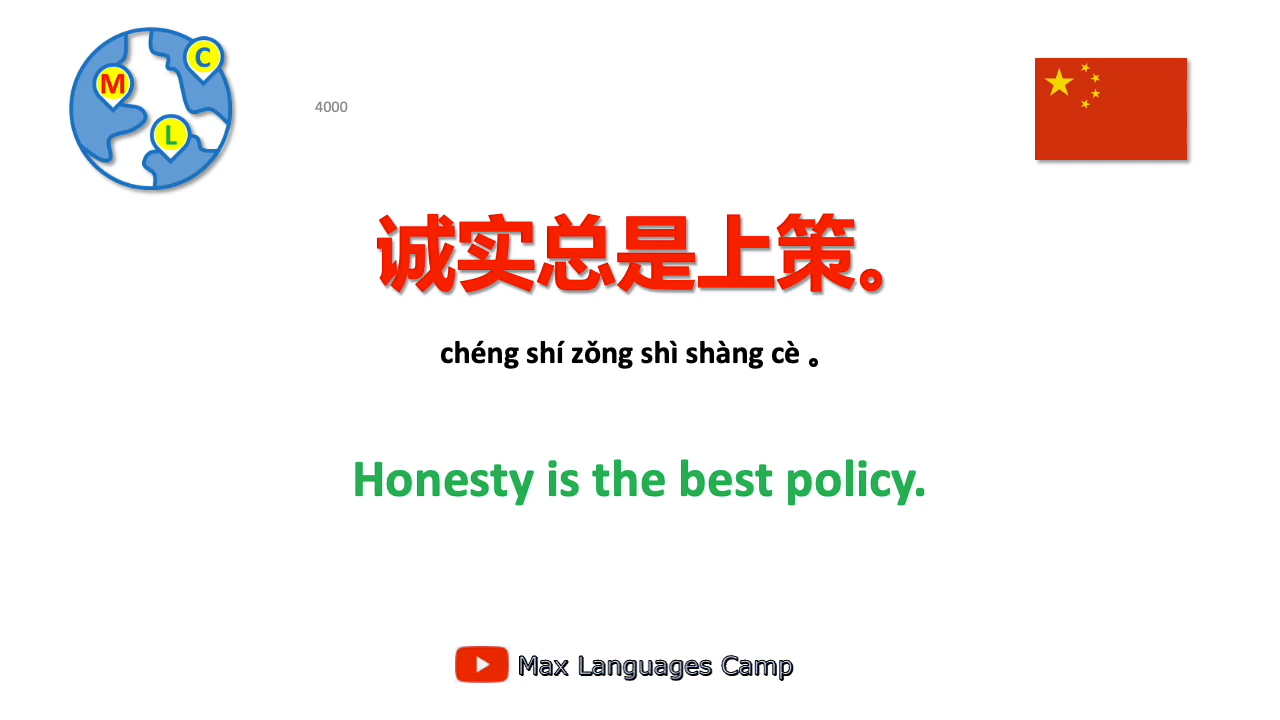 M
C
L
4000
诚实总是上策。
chéng shí zǒng shì shàng cè 。
Honesty is the best policy.
Max Languages Camp